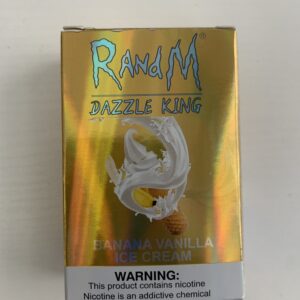 RANDM®
DAZZLE KING
BANANA VANILLA
ICE CREAM
WARNING:
This product contains nicotine
Nicotine is an addictive chemical